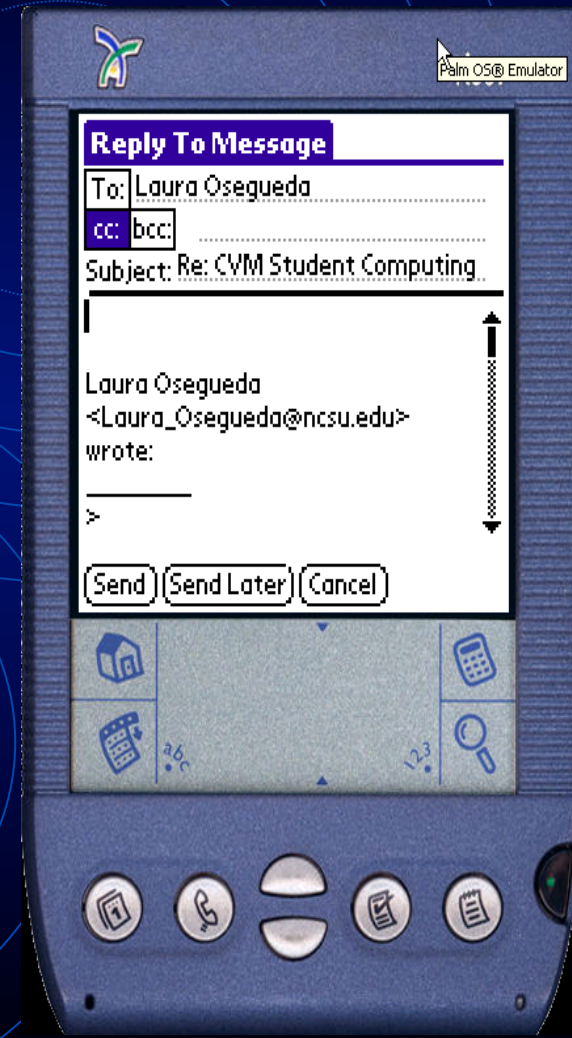 Palm OS® Emulator
Reply To Message
To: Laura Osegueda
cc: bcc:
Subject: Re: CVM Student Computing
Laura Osegueda
<Laura_Osegueda@ncsu.edu>
wrote:
>
Send Send Later Cancel
abc 123
1